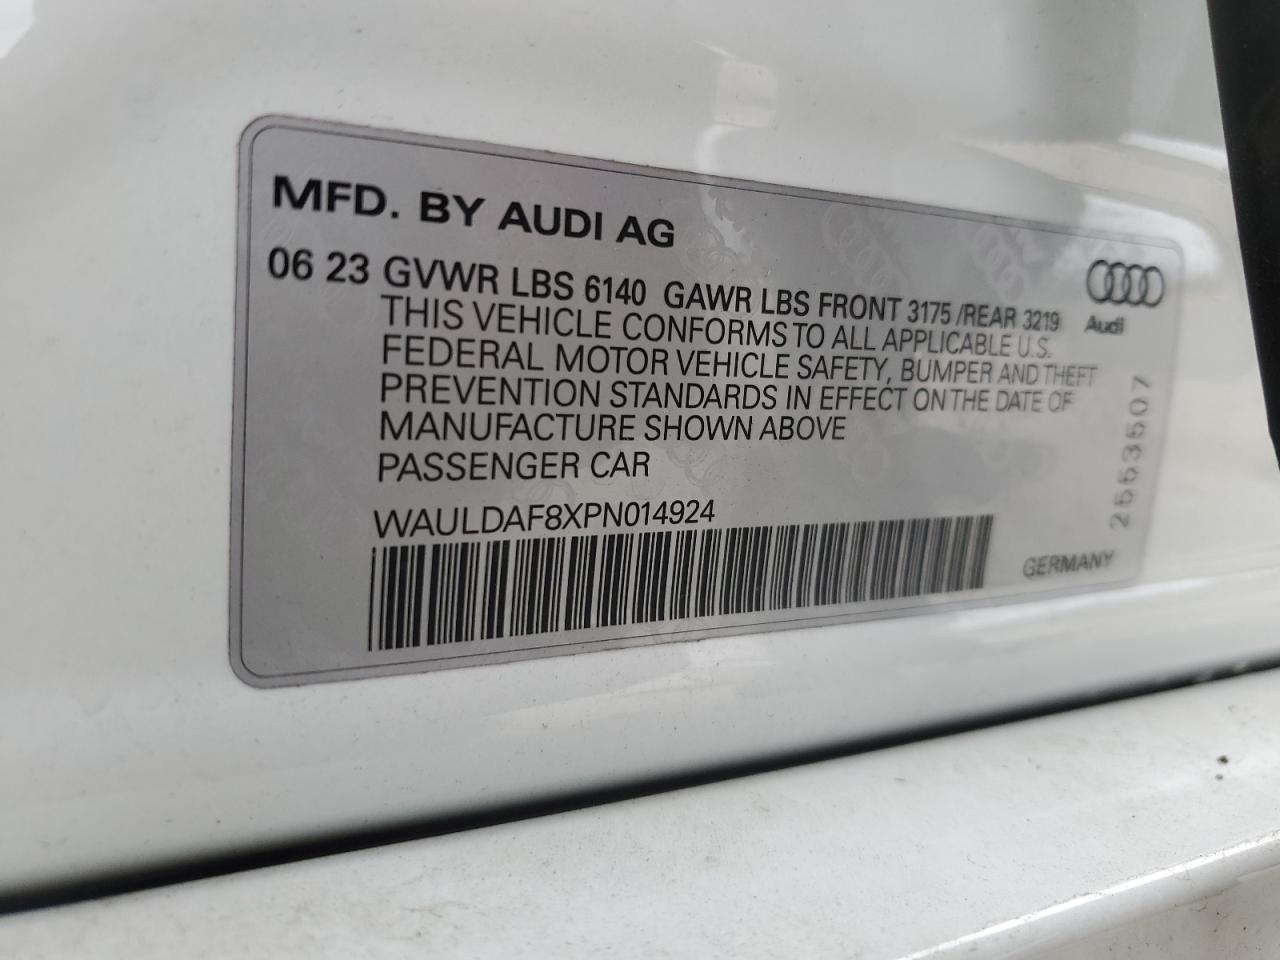 MFD. BY AUDI AG
06 23 GVWR LBS 6140 GAWR LBS FRONT 3175 /REAR 3219
THIS VEHICLE CONFORMS TO ALL APPLICABLE U.S.
FEDERAL MOTOR VEHICLE SAFETY, BUMPER AND THEFT
PREVENTION STANDARDS IN EFFECT ON THE DATE OF
MANUFACTURE SHOWN ABOVE
PASSENGER CAR
WAULDAF8XPN014924
Audi
2553507
GERMANY